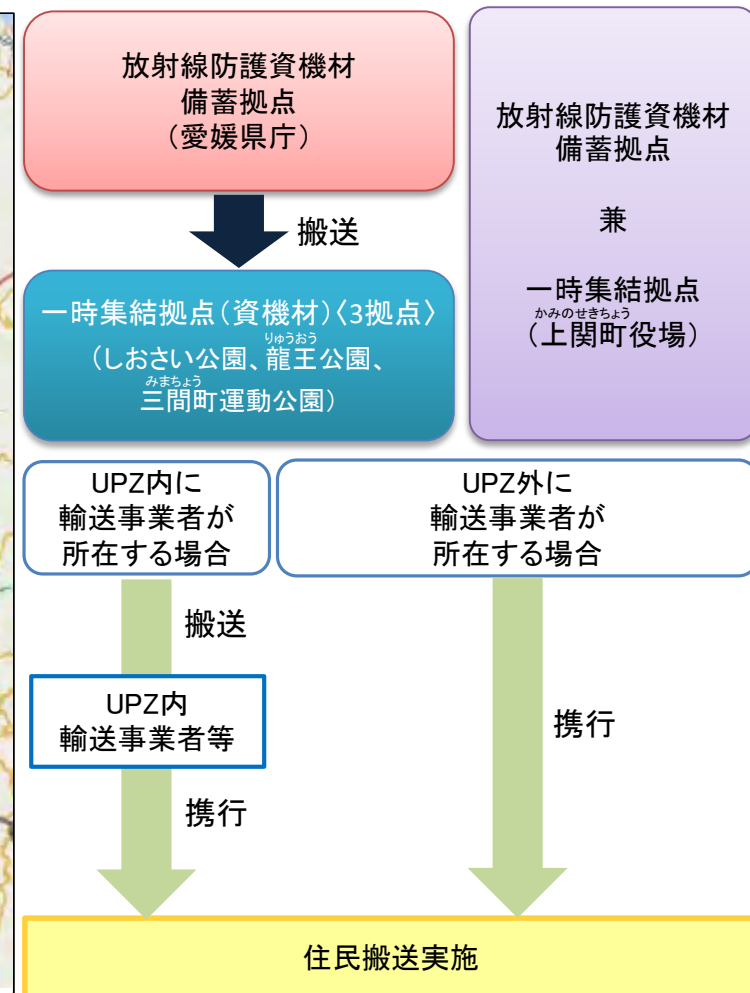 放射線防護資機材
備蓄拠点
（愛媛県庁）
搬送
一時集結拠点（資機材）〈3拠点〉
りゅうおう
（しおさい公園、龍王公園、
みまちょう
三間町運動公園）
放射線防護資機材
備蓄拠点
兼
一時集結拠点
かみのせきちょう
（上関町役場）
UPZ内に
輸送事業者が
所在する場合
UPZ外に
輸送事業者が
所在する場合
搬送
UPZ内
輸送事業者等
携行
携行
住民搬送実施